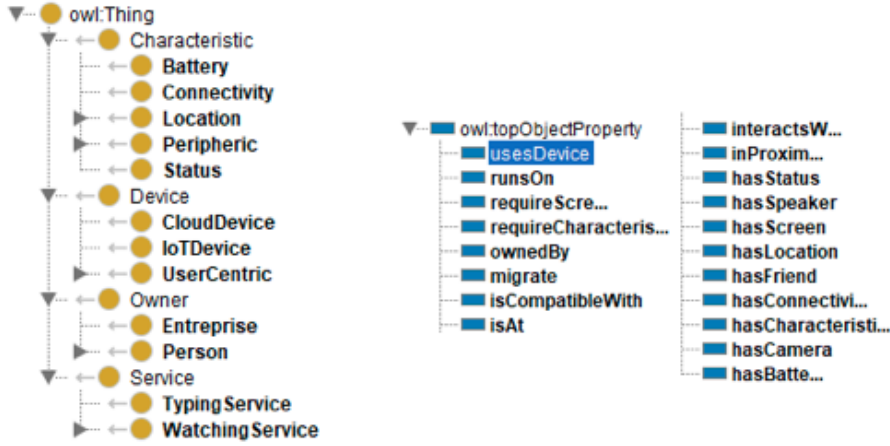 owl:Thing
Characteristic
Battery
Connectivity
Location
Peripheric
Status
Device
CloudDevice
IoTDevice
UserCentric
Owner
Entreprise
Person
Service
TypingService
WatchingService
owl:topObjectProperty
usesDevice
runsOn
requireScre...
requireCharacteris...
ownedBy
migrate
isCompatibleWith
isAt
interactsW...
inProxim...
hasStatus
hasSpeaker
hasScreen
hasLocation
hasFriend
hasConnectivi...
hasCharacteristi...
hasCamera
hasBatte...